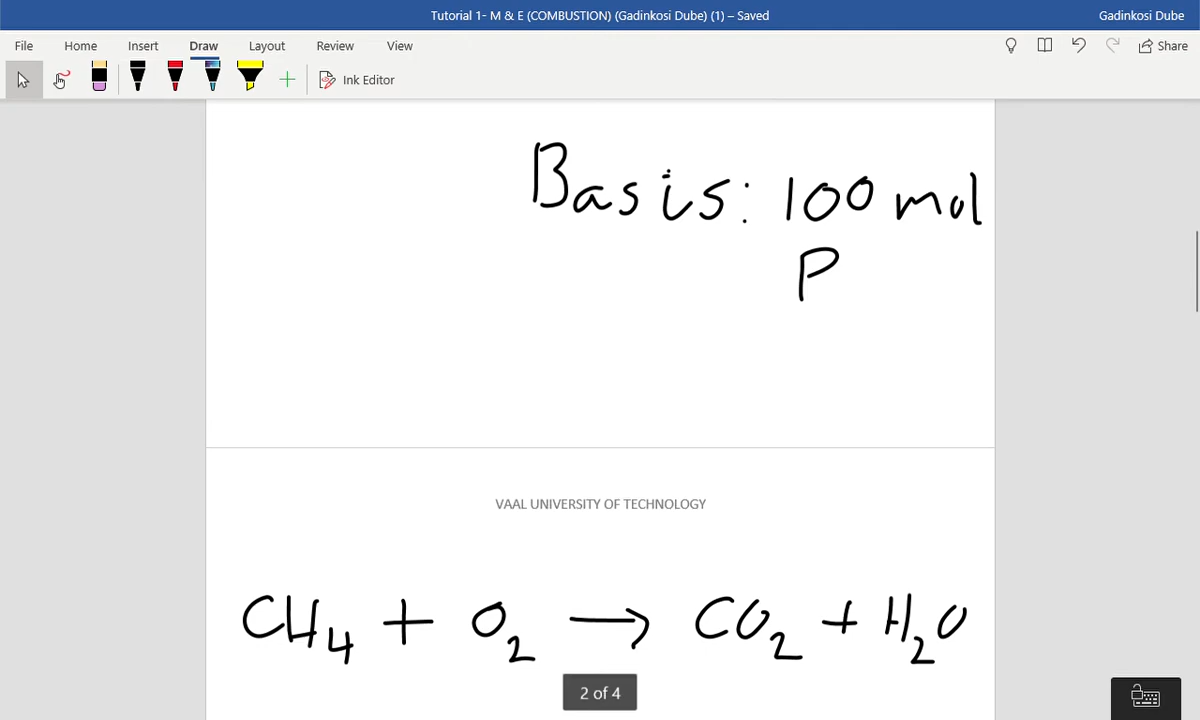 Tutorial 1- M & E (COMBUSTION) (Gadinkosi Dube) (1) – Saved
Gadinkosi Dube
File Home Insert Draw Layout Review View
Share
Ink Editor
Basis: 100 mol
P
VAAL UNIVERSITY OF TECHNOLOGY
CH₄ + O₂ → CO₂ + H₂O
2 of 4